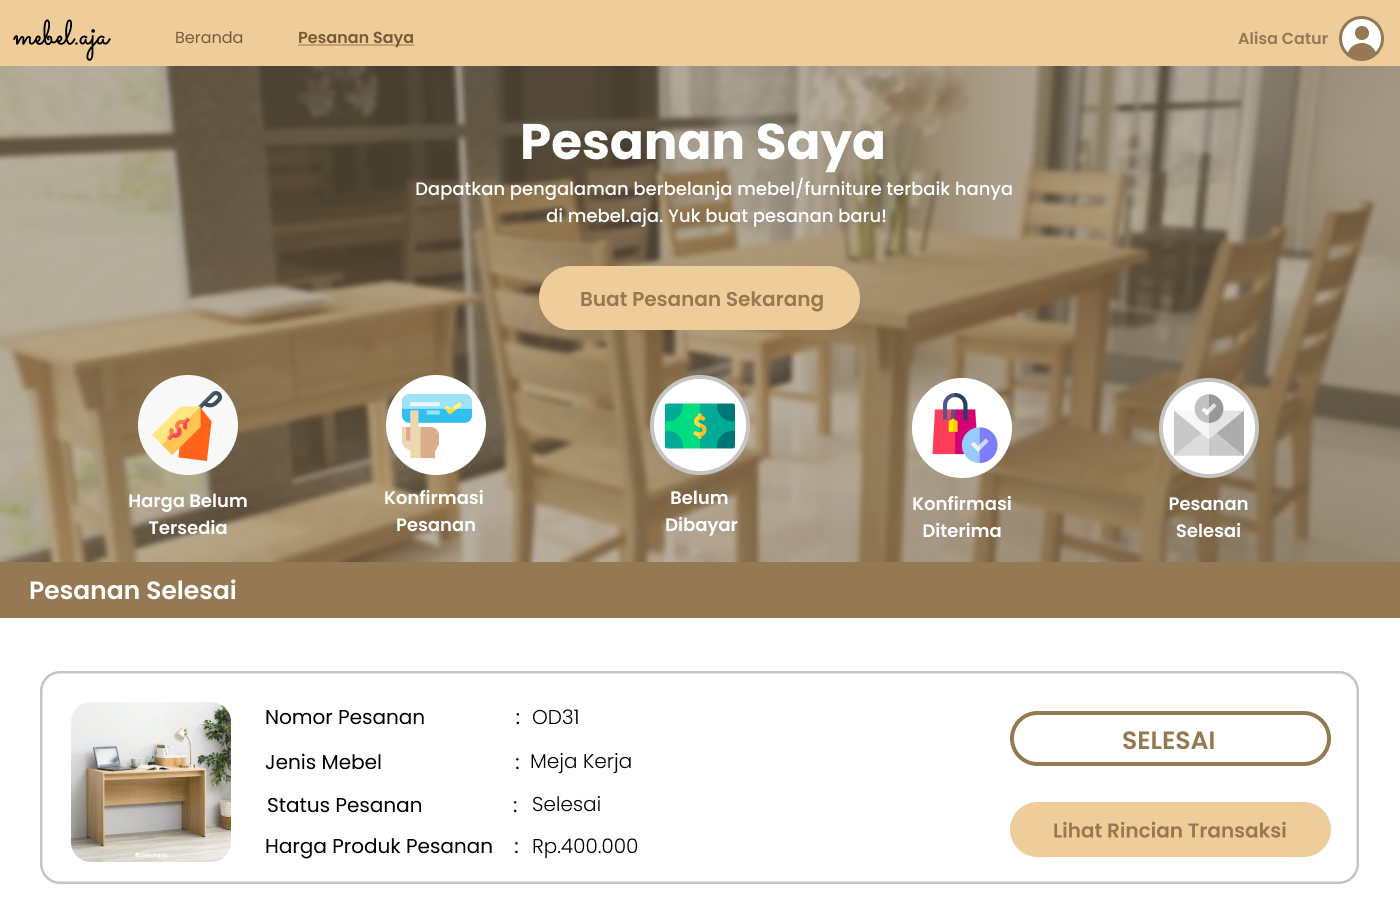 mebel.aja
Beranda
Pesanan Saya
Alisa Catur
Pesanan Saya
Dapatkan pengalaman berbelanja mebel/furniture terbaik hanya
di mebel.aja. Yuk buat pesanan baru!
Buat Pesanan Sekarang
Harga Belum
Tersedia
Konfirmasi
Pesanan
Belum
Dibayar
Konfirmasi
Diterima
Pesanan
Selesai
Pesanan Selesai
Nomor Pesanan : OD31
Jenis Mebel : Meja Kerja
Status Pesanan : Selesai
Harga Produk Pesanan : Rp.400.000
SELESAI
Lihat Rincian Transaksi